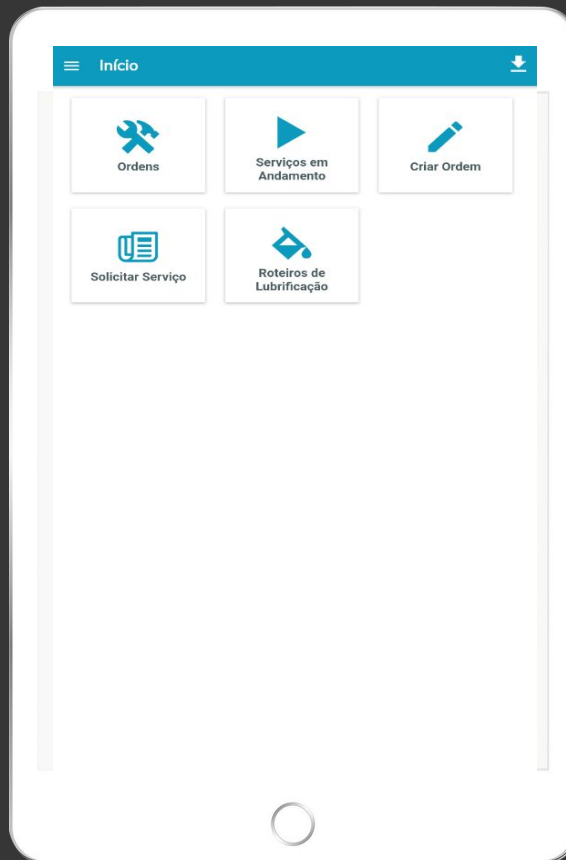 Início
Ordens
Serviços em
Andamento
Criar Ordem
Solicitar Serviço
Roteiros de
Lubrificação